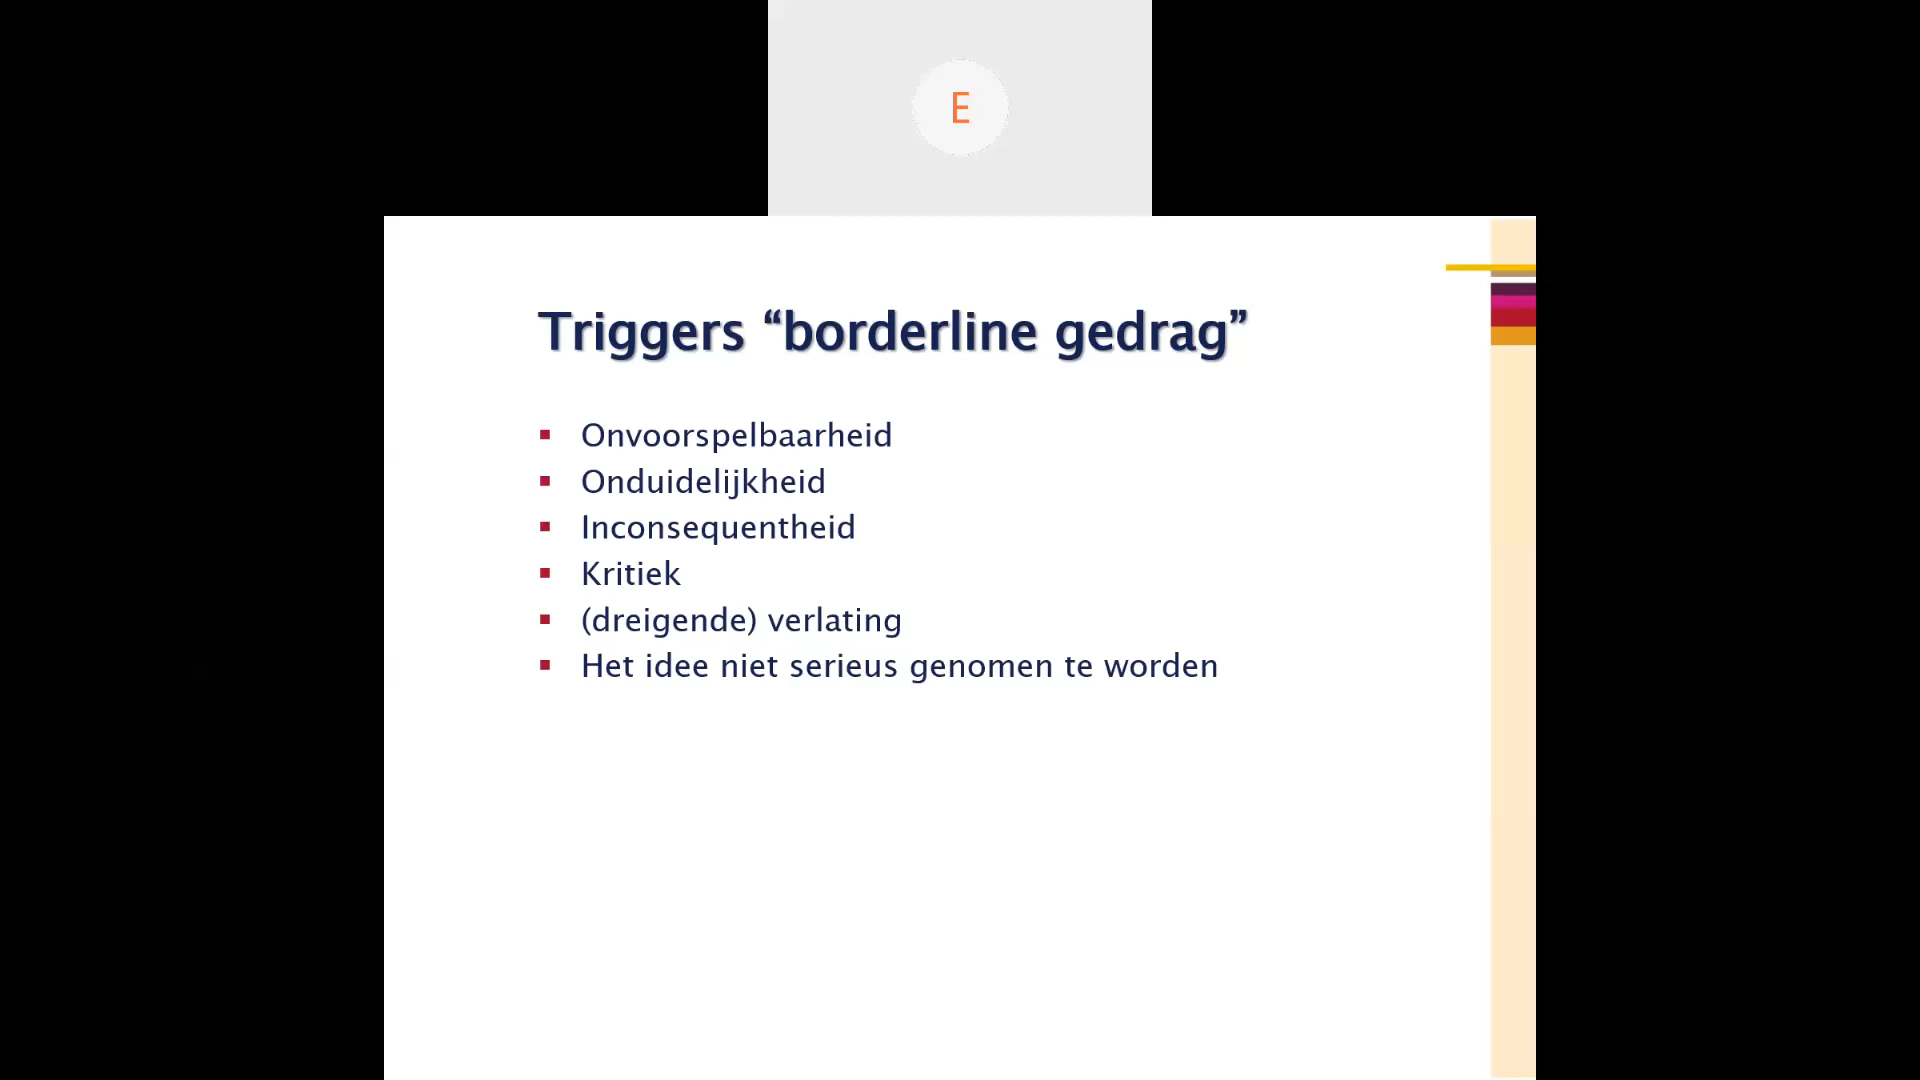 E
Triggers “borderline gedrag”
▪ Onvoorspelbaarheid
▪ Onduidelijkheid
▪ Inconsequentheid
▪ Kritiek
▪ (dreigende) verlating
▪ Het idee niet serieus genomen te worden